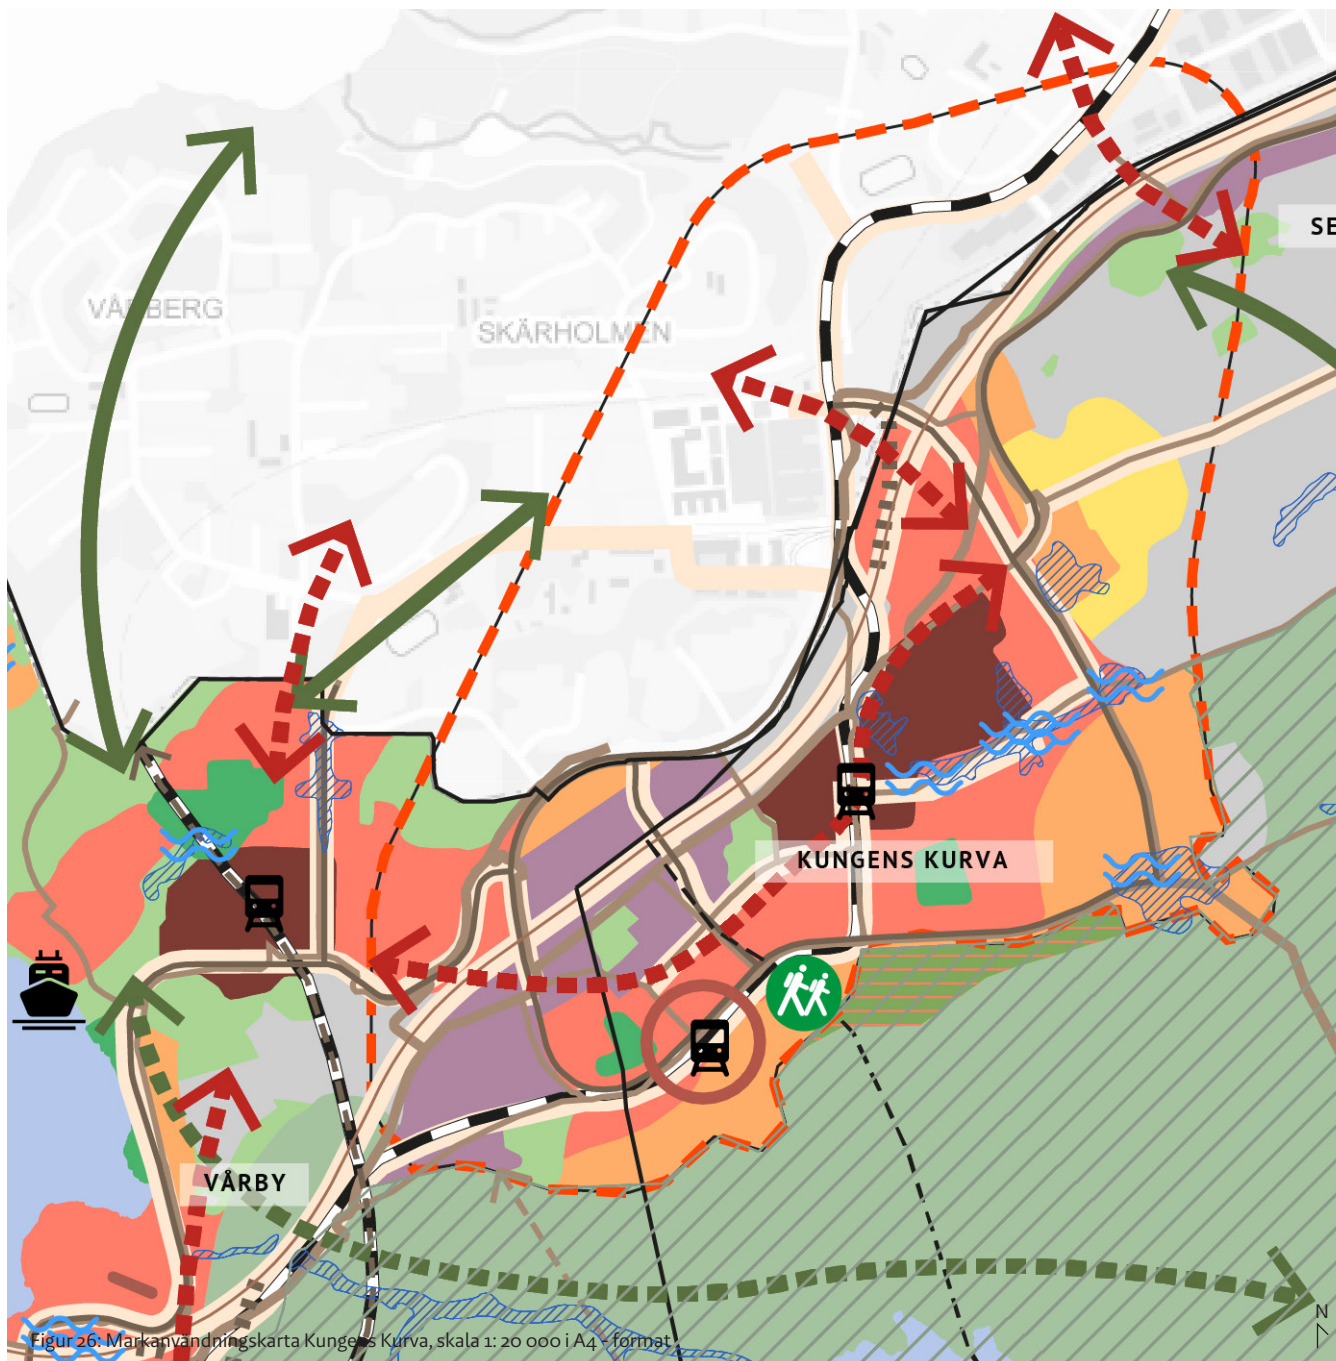 SE
VÅRBERG
SKÄRHOLMEN
KUNGENS KURVA
VÅRBY
N
Figur 26: Markanvändningskarta Kungens Kurva, skala 1: 20 000 i A4 - format